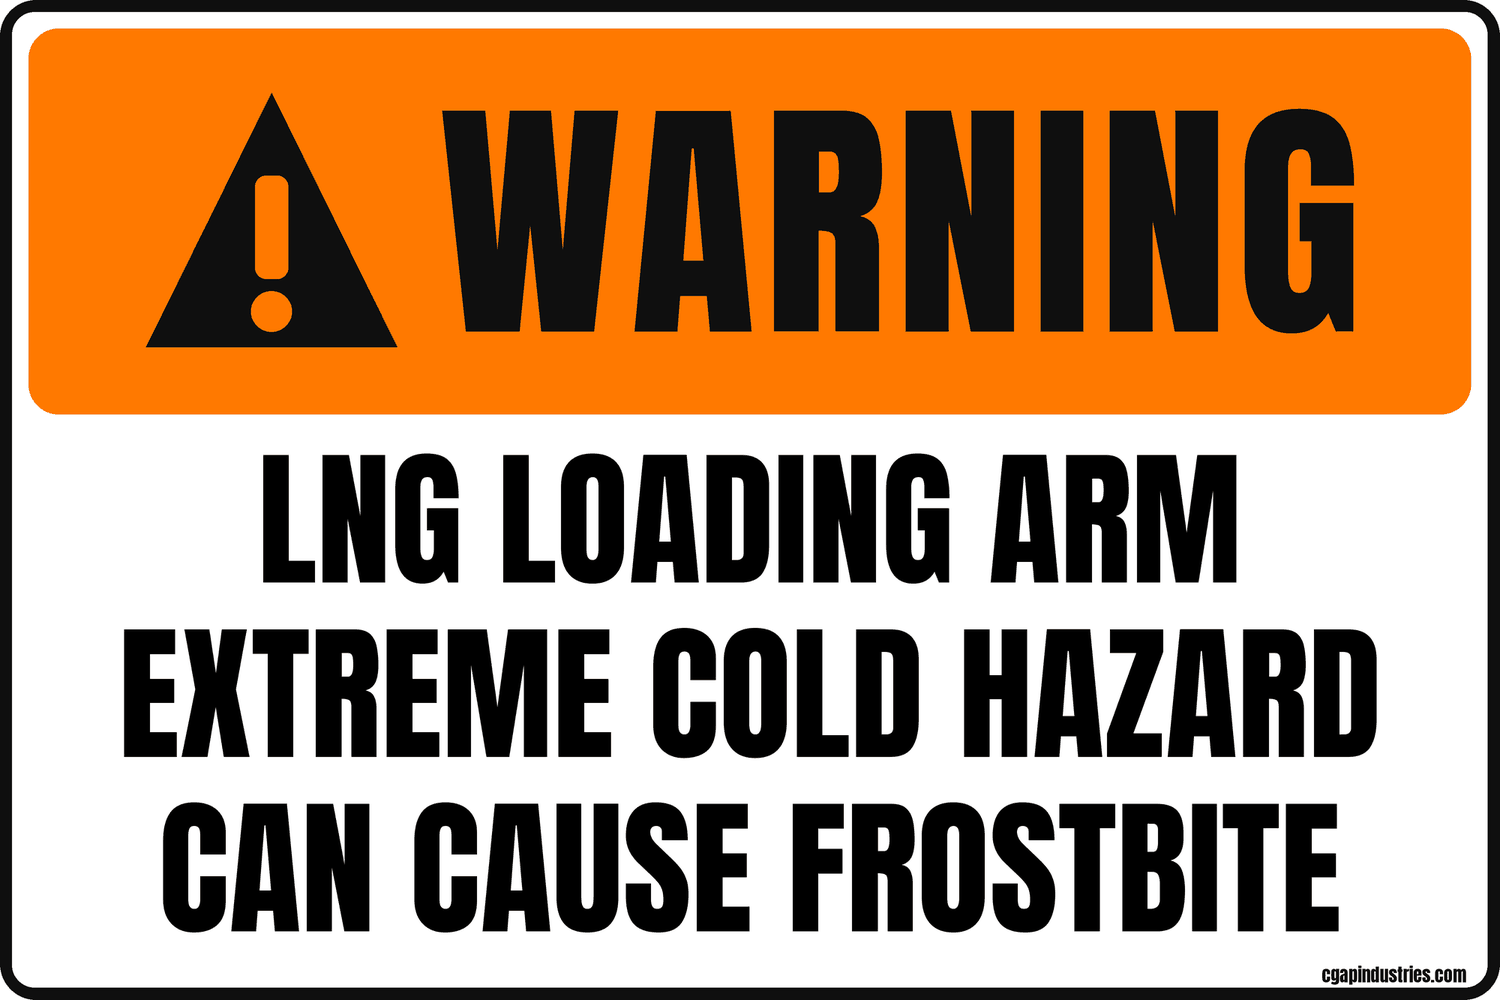 WARNING
LNG LOADING ARM
EXTREME COLD HAZARD
CAN CAUSE FROSTBITE
cgapindustries.com